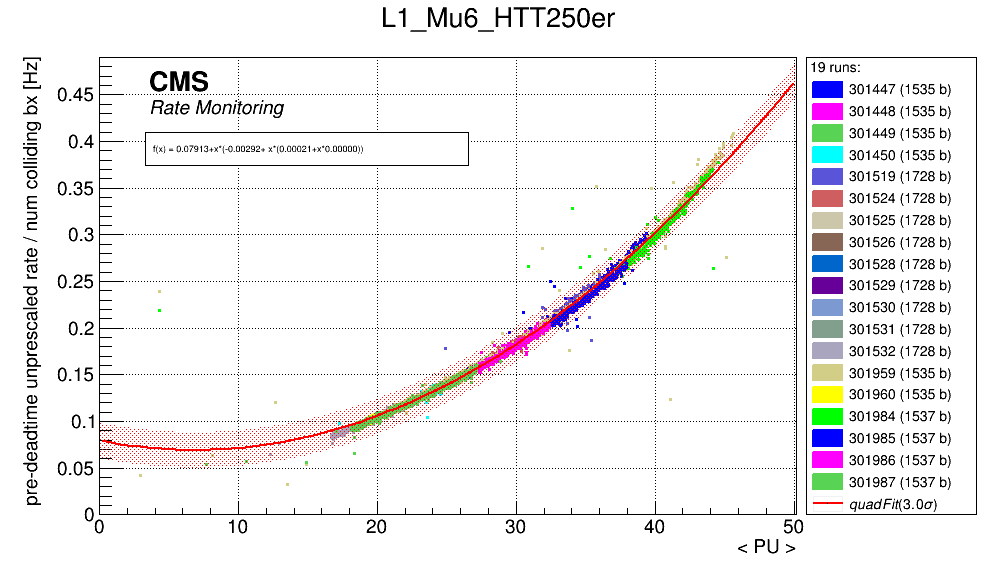 L1_Mu6_HTT250er
pre-deadtime unprescaled rate / num colliding bx [Hz]
CMS
Rate Monitoring
f(x) = 0.07913+x*(-0.00292+ x*(0.00021+x*0.00000))
0.45
0.4
0.35
0.3
0.25
0.2
0.15
0.1
0.05
0
0 10 20 30 40 50
< PU >
19 runs:
301447 (1535 b)
301448 (1535 b)
301449 (1535 b)
301450 (1535 b)
301519 (1728 b)
301524 (1728 b)
301525 (1728 b)
301526 (1728 b)
301528 (1728 b)
301529 (1728 b)
301530 (1728 b)
301531 (1728 b)
301532 (1728 b)
301959 (1535 b)
301960 (1535 b)
301984 (1537 b)
301985 (1537 b)
301986 (1537 b)
301987 (1537 b)
quadFit(3.0σ)